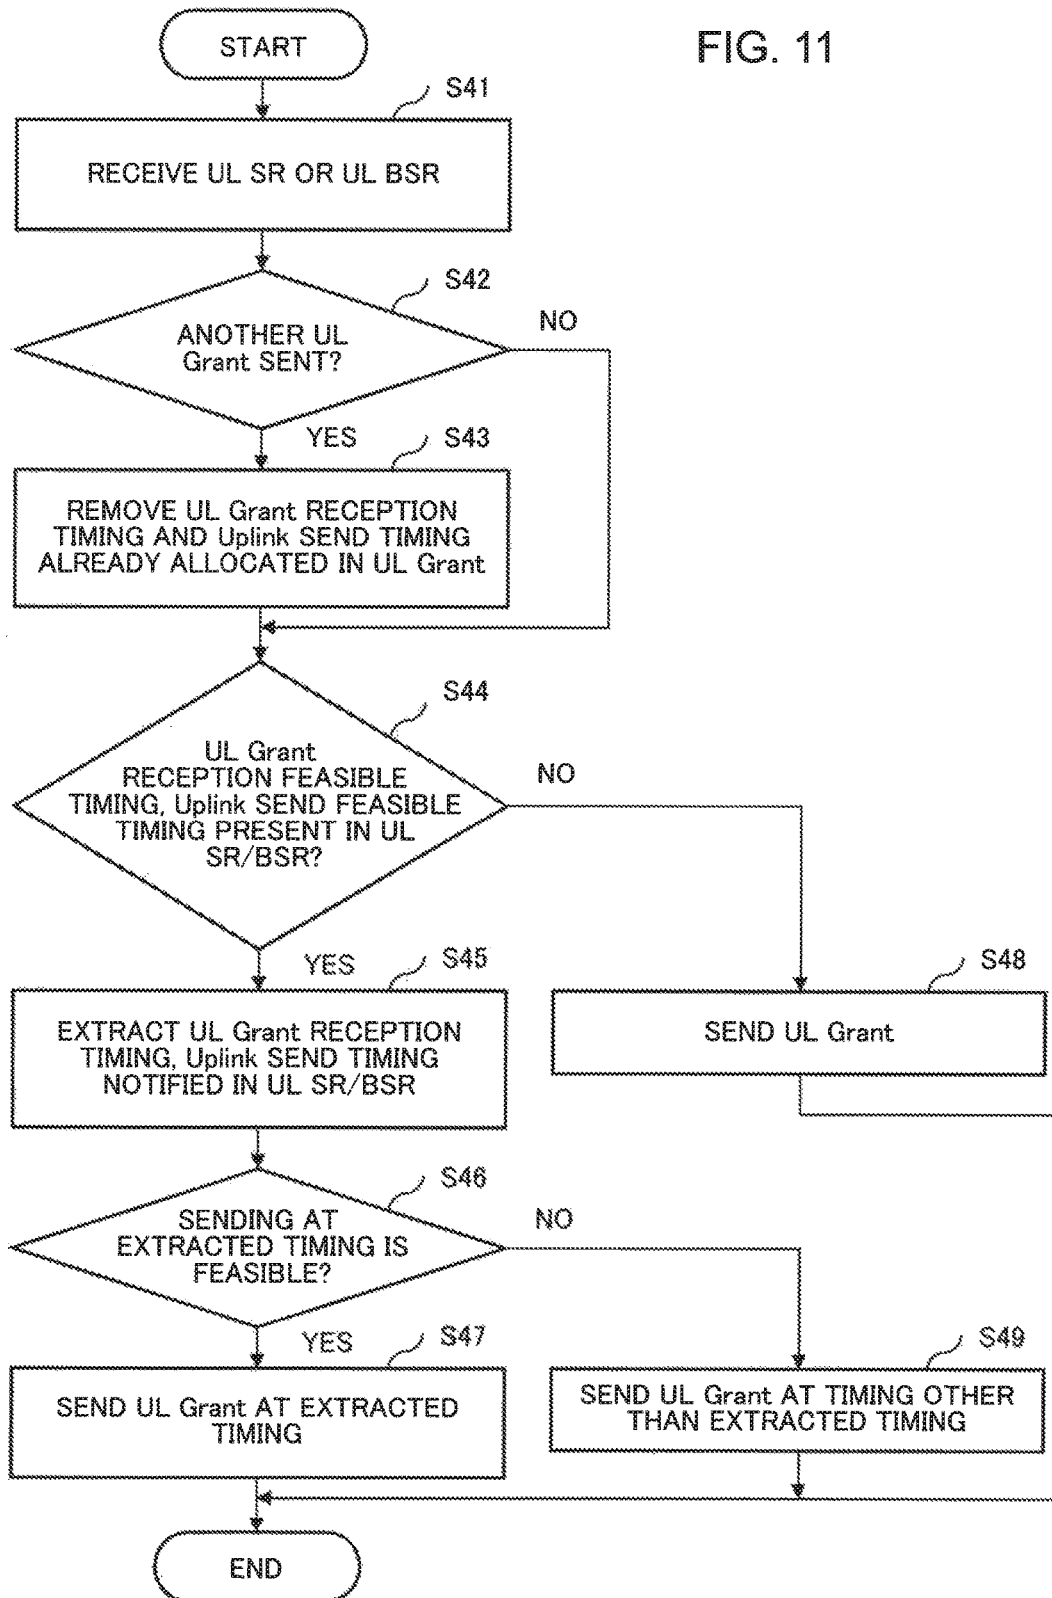 START
FIG. 11
S41
RECEIVE UL SR OR UL BSR
S42
NO
ANOTHER UL
Grant SENT?
YES
S43
REMOVE UL Grant RECEPTION
TIMING AND Uplink SEND TIMING
ALREADY ALLOCATED IN UL Grant
S44
UL Grant
RECEPTION FEASIBLE
TIMING, Uplink SEND FEASIBLE
TIMING PRESENT IN UL
SR/BSR?
NO
YES
S45
S48
EXTRACT UL Grant RECEPTION
TIMING, Uplink SEND TIMING
NOTIFIED IN UL SR/BSR
SEND UL Grant
S46
SENDING AT
EXTRACTED TIMING IS
FEASIBLE?
NO
YES
S47
S49
SEND UL Grant AT EXTRACTED
TIMING
SEND UL Grant AT TIMING OTHER
THAN EXTRACTED TIMING
END